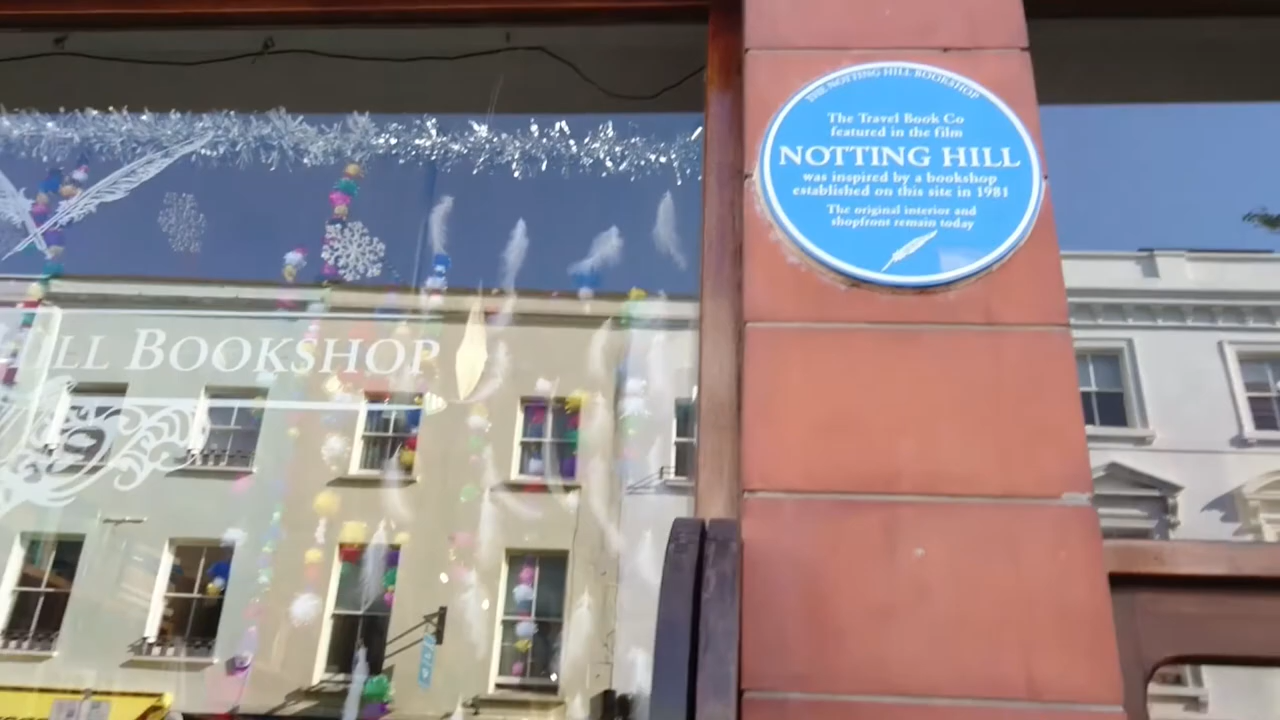 THE NOTTING HILL BOOKSHOP
The Travel Book Co
featured in the film
NOTTING HILL
was inspired by a bookshop
established on this site in 1981
The original interior and
shopfront remain today
HILL BOOKSHOP